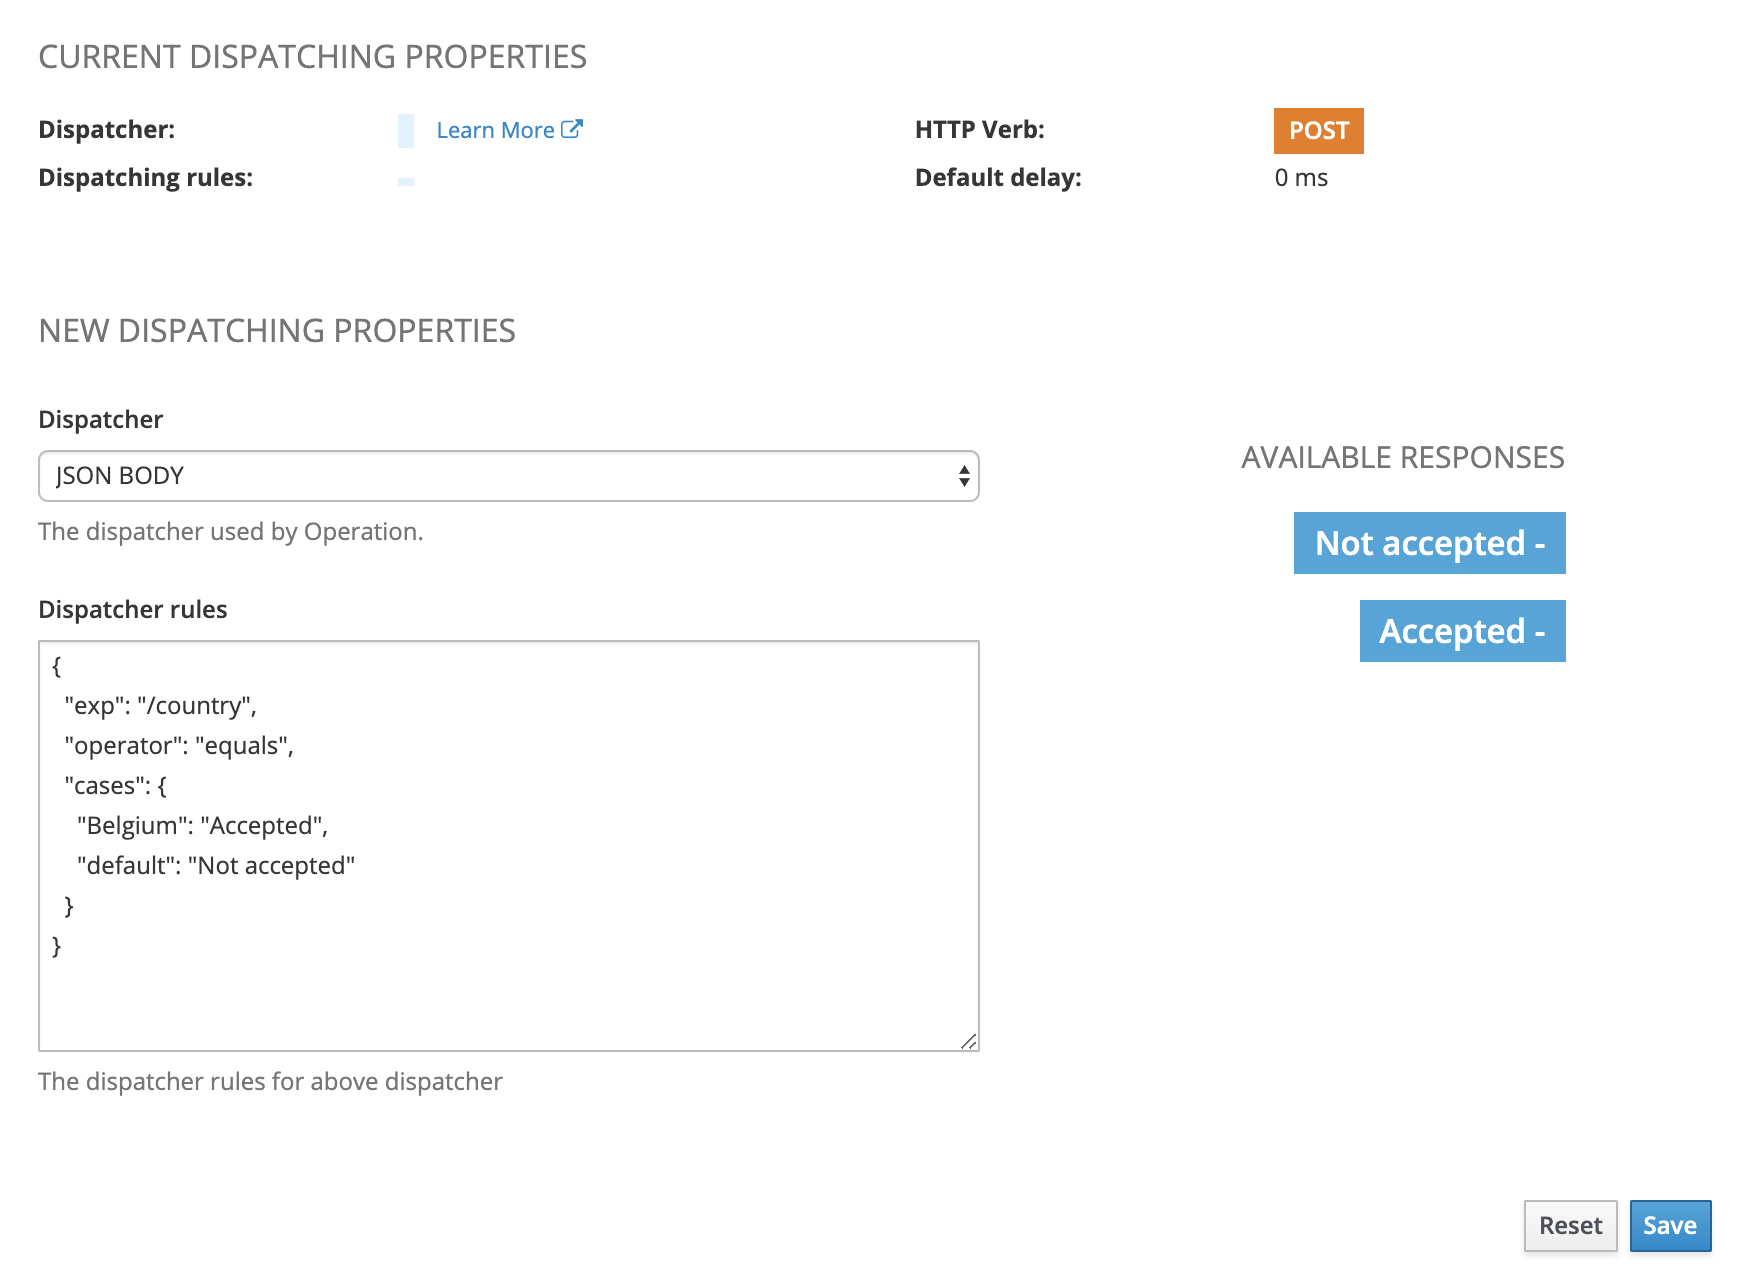 CURRENT DISPATCHING PROPERTIES
Dispatcher: Learn More HTTP Verb: POST
Dispatching rules: Default delay: 0 ms
NEW DISPATCHING PROPERTIES
Dispatcher
JSON BODY
The dispatcher used by Operation.
AVAILABLE RESPONSES
Not accepted -
Accepted -
Dispatcher rules
{
"exp": "/country",
"operator": "equals",
"cases": {
"Belgium": "Accepted",
"default": "Not accepted"
}
}
The dispatcher rules for above dispatcher
Reset Save